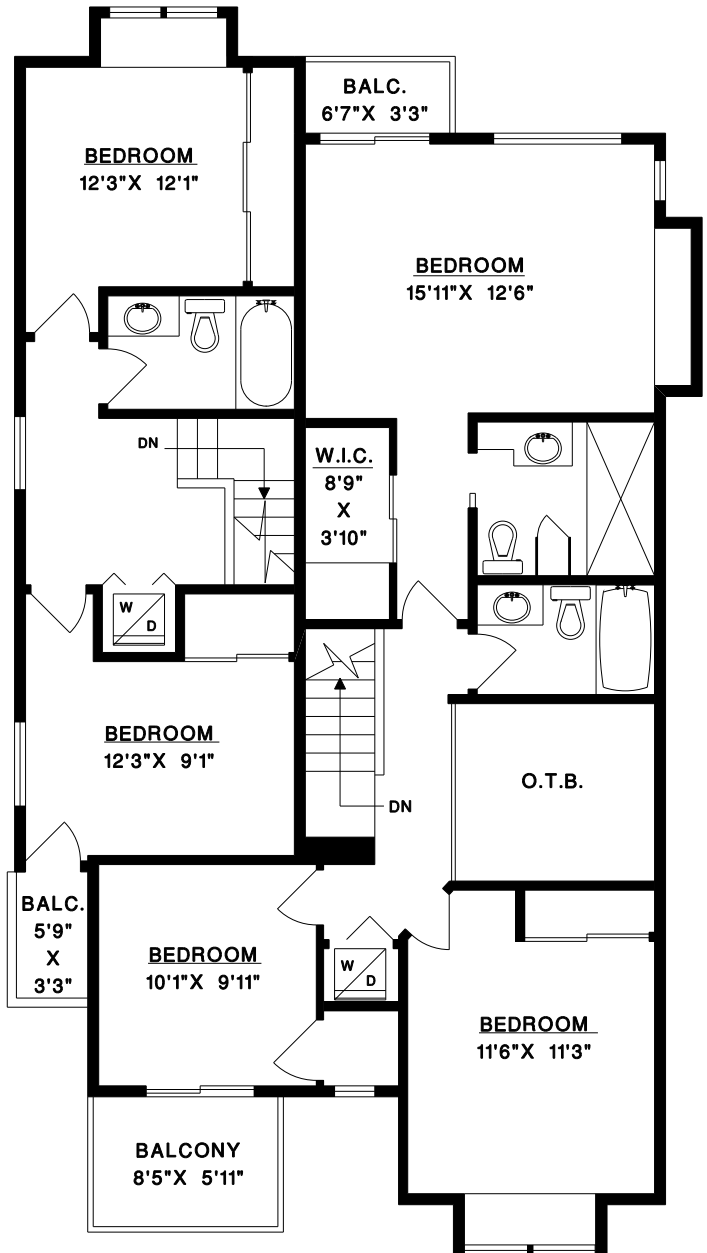 BALC.
6'7"X 3'3"
BEDROOM
12'3"X 12'1"
BEDROOM
15'11"X 12'6"
DN
W.I.C.
8'9"
X
3'10"
W
D
BEDROOM
12'3"X 9'1"
O.T.B.
DN
BALC.
5'9"
X
3'3"
BEDROOM
10'1"X 9'11"
W
D
BEDROOM
11'6"X 11'3"
BALCONY
8'5"X 5'11"